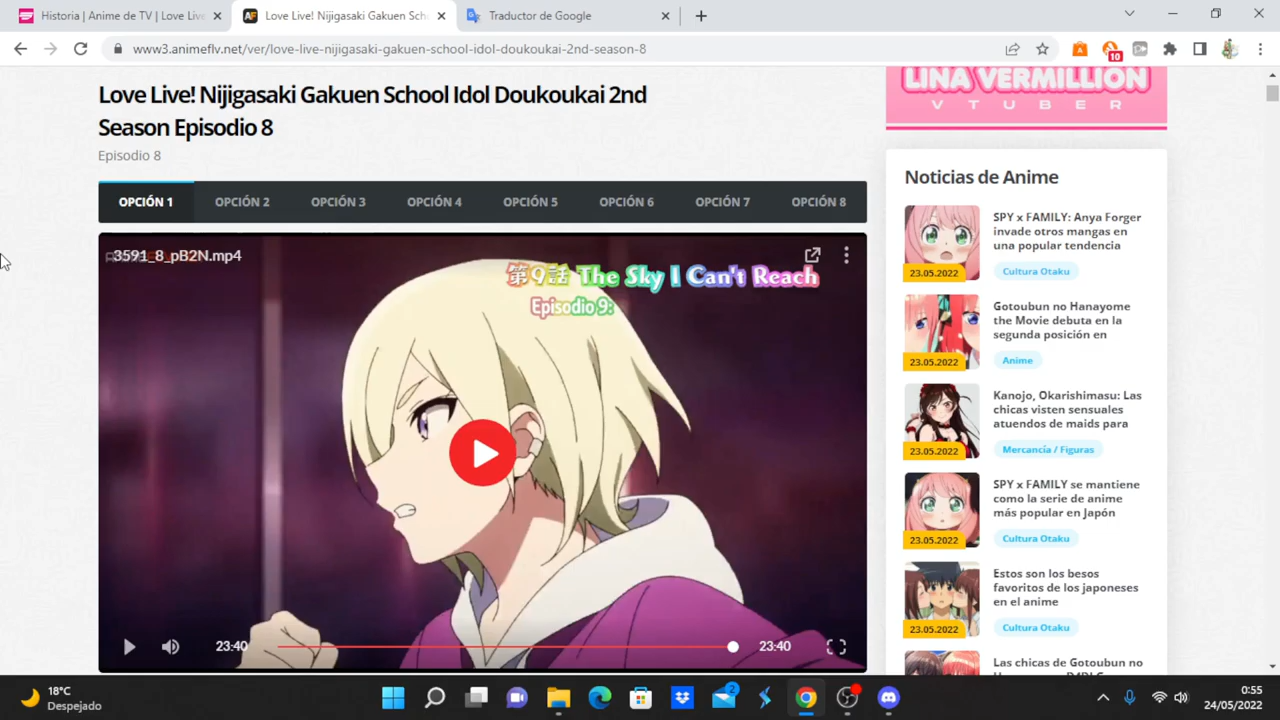 Historia | Anime de TV | Love Live
Love Live! Nijigasaki Gakuen Scho
Traductor de Google
www3.animeflv.net/ver/love-live-nijigasaki-gakuen-school-idol-doukoukai-2nd-season-8
10
Love Live! Nijigasaki Gakuen School Idol Doukoukai 2nd
Season Episodio 8
Episodio 8
OPCIÓN 1
OPCIÓN 2
OPCIÓN 3
OPCIÓN 4
OPCIÓN 5
OPCIÓN 6
OPCIÓN 7
OPCIÓN 8
3591_8_pB2N.mp4
第9話 The Sky I Can't Reach
Episodio 9:
23:40
23:40
LINA VERMILLION
VTUBER
Noticias de Anime
SPY x FAMILY: Anya Forger
invade otros mangas en
una popular tendencia
23.05.2022
Cultura Otaku
Gotoubun no Hanayome
the Movie debuta en la
segunda posición en
23.05.2022
Anime
Kanojo, Okarishimasu: Las
chicas visten sensuales
atuendos de maids para
23.05.2022
Mercancía / Figuras
SPY x FAMILY se mantiene
como la serie de anime
más popular en Japón
23.05.2022
Cultura Otaku
Estos son los besos
favoritos de los japoneses
en el anime
23.05.2022
Cultura Otaku
Las chicas de Gotoubun no
18°C
Despejado
2
0:55
24/05/2022